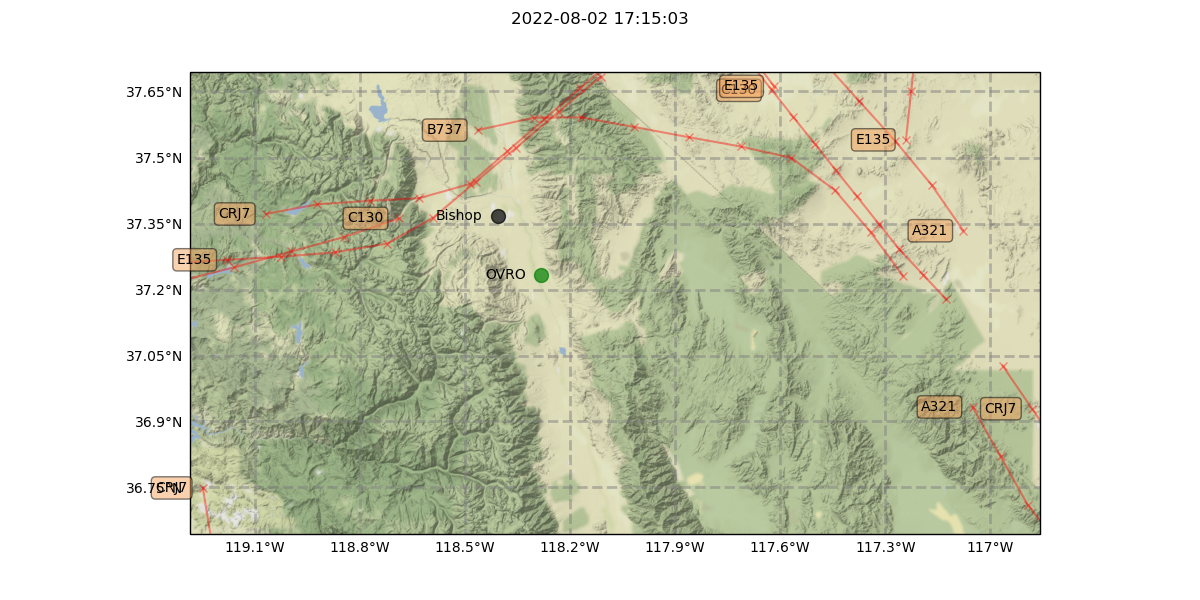 2022-08-02 17:15:03
37.65°N
E135
C130
B737
E135
37.5°N
CRJ7
C130
Bishop
37.35°N
A321
E135
OVRO
37.2°N
37.05°N
36.9°N
A321
CRJ7
36.75°N
CRJ7
119.1°W
118.8°W
118.5°W
118.2°W
117.9°W
117.6°W
117.3°W
117°W